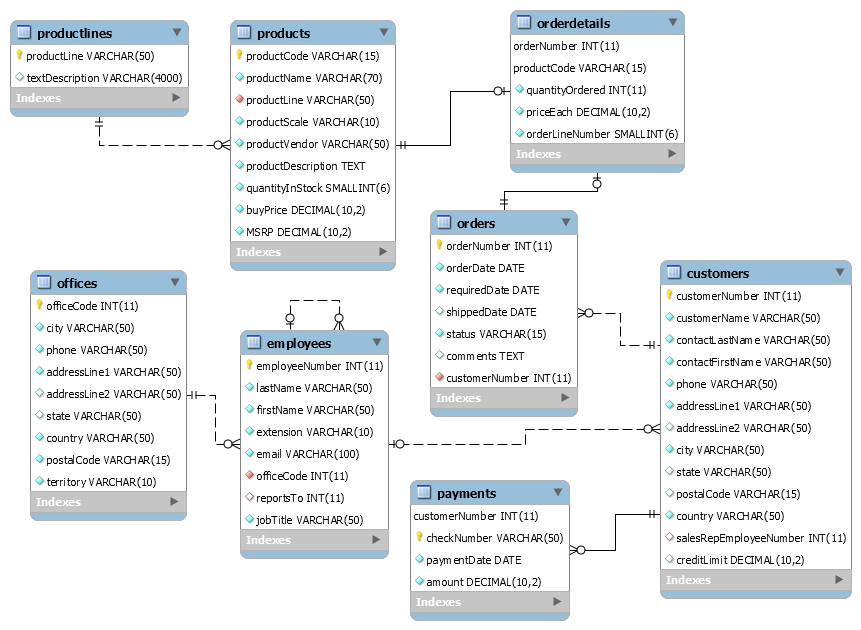 productlines
productLine VARCHAR(50)
textDescription VARCHAR(4000)
Indexes
products
productCode VARCHAR(15)
productName VARCHAR(70)
productLine VARCHAR(50)
productScale VARCHAR(10)
productVendor VARCHAR(50)
productDescription TEXT
quantityInStock SMALLINT(6)
buyPrice DECIMAL(10,2)
MSRP DECIMAL(10,2)
Indexes
orderdetails
orderNumber INT(11)
productCode VARCHAR(15)
quantityOrdered INT(11)
priceEach DECIMAL(10,2)
orderLineNumber SMALLINT(6)
Indexes
orders
orderNumber INT(11)
orderDate DATE
requiredDate DATE
shippedDate DATE
status VARCHAR(15)
comments TEXT
customerNumber INT(11)
Indexes
offices
officeCode INT(11)
city VARCHAR(50)
phone VARCHAR(50)
addressLine1 VARCHAR(50)
addressLine2 VARCHAR(50)
state VARCHAR(50)
country VARCHAR(50)
postalCode VARCHAR(15)
territory VARCHAR(10)
Indexes
employees
employeeNumber INT(11)
lastName VARCHAR(50)
firstName VARCHAR(50)
extension VARCHAR(10)
email VARCHAR(100)
officeCode INT(11)
reportsTo INT(11)
jobTitle VARCHAR(50)
Indexes
customers
customerNumber INT(11)
customerName VARCHAR(50)
contactLastName VARCHAR(50)
contactFirstName VARCHAR(50)
phone VARCHAR(50)
addressLine1 VARCHAR(50)
addressLine2 VARCHAR(50)
city VARCHAR(50)
state VARCHAR(50)
postalCode VARCHAR(15)
country VARCHAR(50)
salesRepEmployeeNumber INT(11)
creditLimit DECIMAL(10,2)
Indexes
payments
customerNumber INT(11)
checkNumber VARCHAR(50)
paymentDate DATE
amount DECIMAL(10,2)
Indexes